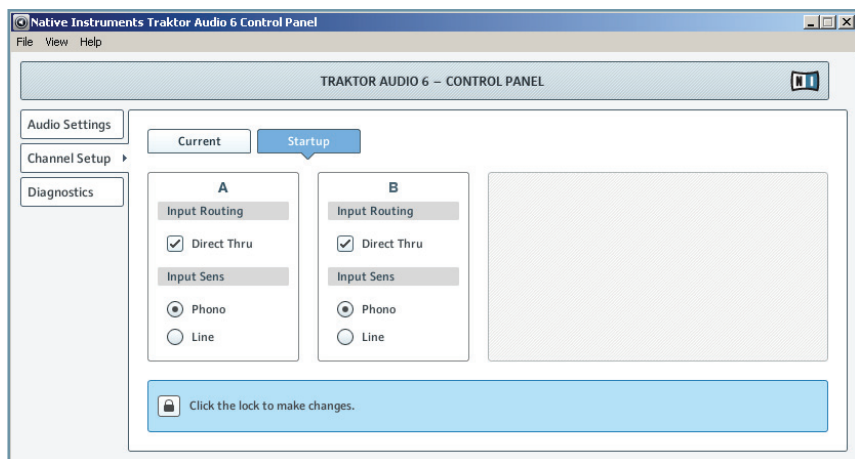 Native Instruments Traktor Audio 6 Control Panel
File View Help
TRAKTOR AUDIO 6 – CONTROL PANEL
NI
Audio Settings
Channel Setup
Diagnostics
Current
Startup
A
Input Routing
Direct Thru
Input Sens
Phono
Line
B
Input Routing
Direct Thru
Input Sens
Phono
Line
Click the lock to make changes.